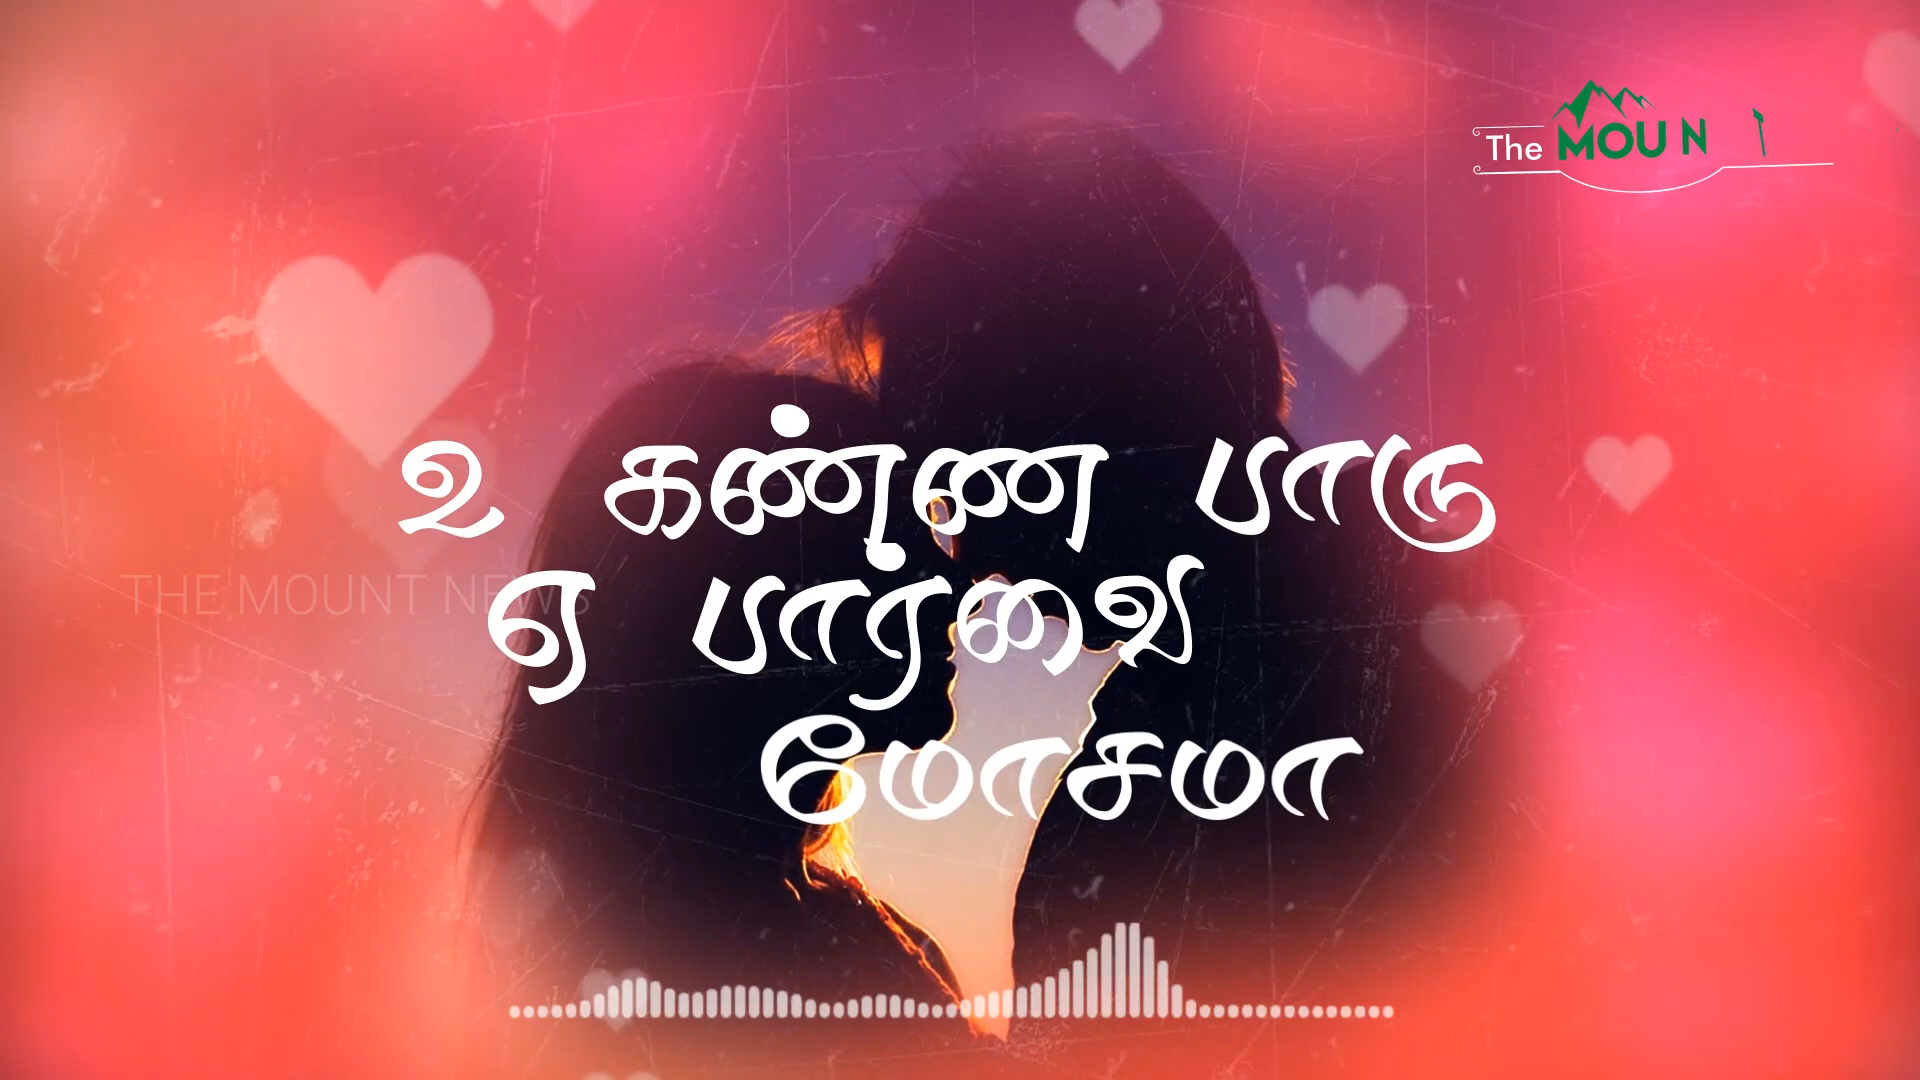 The MOUN
உ கண்ண பாரு
THE MOUNT NEWS
ஏ பார்வை
மோசமா